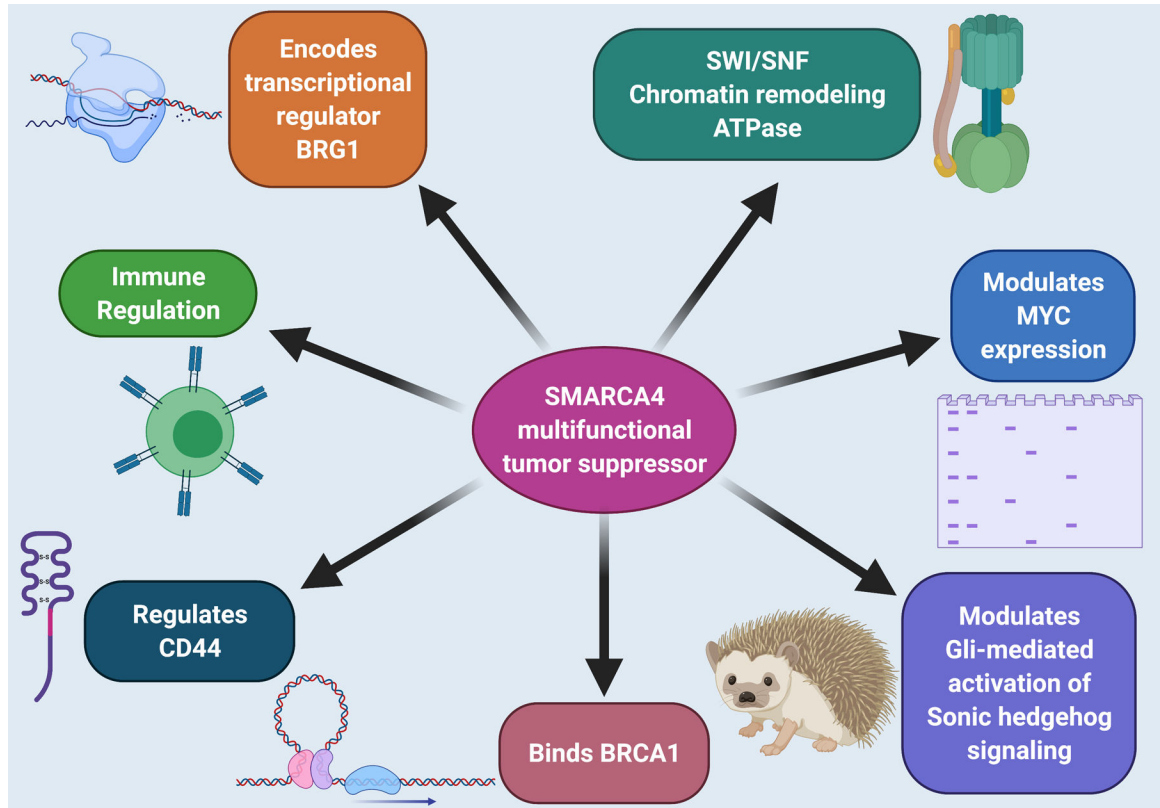 Encodes
transcriptional
regulator
BRG1
SWI/SNF
Chromatin remodeling
ATPase
Immune
Regulation
Modulates
MYC
expression
SMARCA4
multifunctional
tumor suppressor
S-S
S-S
S-S
Regulates
CD44
Modulates
Gli-mediated
activation of
Sonic hedgehog
signaling
Binds BRCA1